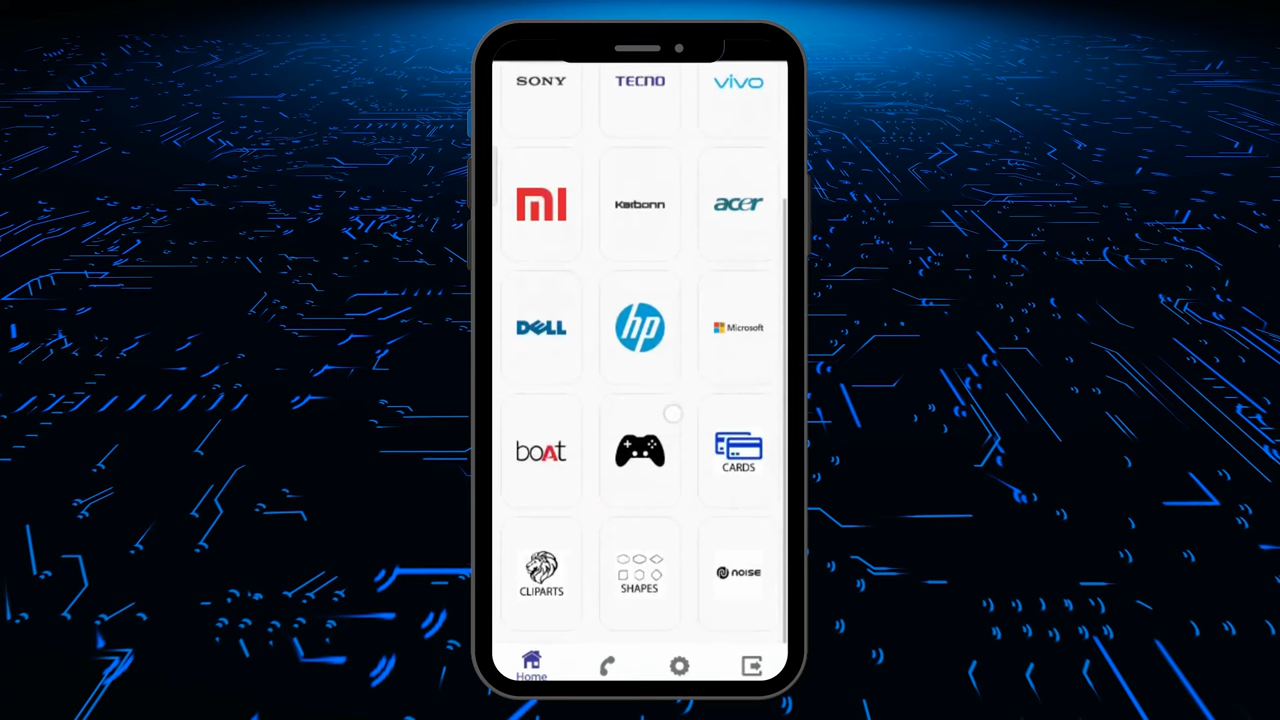 SONY TECNO vivo
mi Karbonn acer
DELL hp Microsoft
boAt
CARDS
CLIPARTS SHAPES NOISE
Home